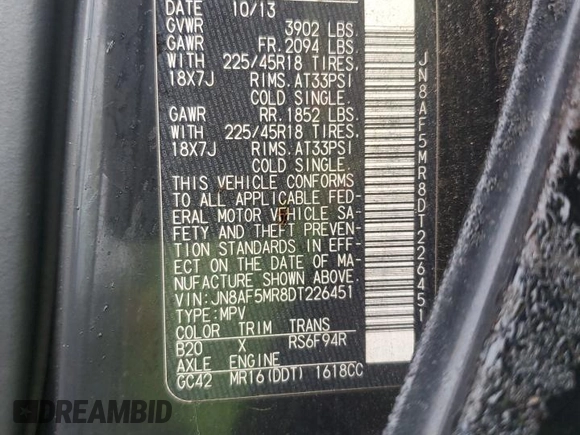 DATE 10/13
GVWR 3902 LBS.
GAWR FR. 2094 LBS.
WITH 225/45R18 TIRES.
18X7J RIMS. AT33PSI
COLD SINGLE.
GAWR RR. 1852 LBS.
WITH 225/45R18 TIRES.
18X7J RIMS. AT33PSI
COLD SINGLE.
THIS VEHICLE CONFORMS
TO ALL APPLICABLE FED-
ERAL MOTOR VEHICLE SA-
FETY AND THEFT PREVEN-
TION STANDARDS IN EFF-
ECT ON THE DATE OF MA-
NUFACTURE SHOWN ABOVE.
VIN:JN8AF5MR8DT226451
TYPE:MPV
COLOR TRIM TRANS
B20 X RS6F94R
AXLE ENGINE
GC42 MR16(DDT) 1618CC
JN8AF5MR8DT226451
DREAMBID